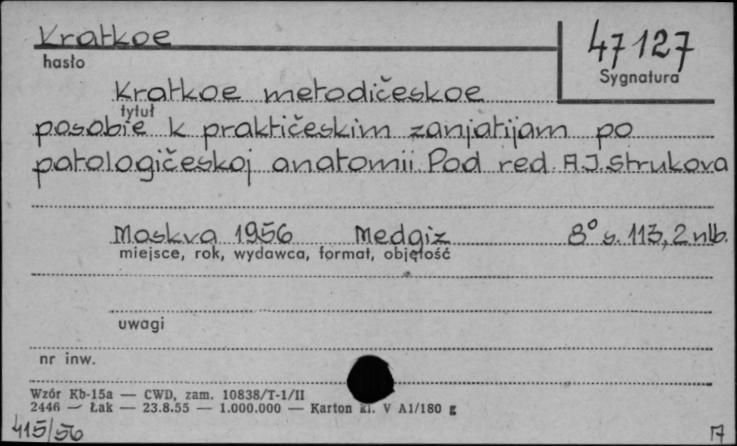 Kratkoe
47127
hasło
Sygnatura
Kratkoe metodičeskoe
tytuł
posobie k praktičeskim zanjatijam po
patologičeskoj anatomii. Pod red. A.I. Strukova
Moskva 1956 Medgiz 8° s. 113, 2 nlb.
miejsce, rok, wydawca, format, objętość
uwagi
nr inw.
Wzór Kb-15a — CWD, zam. 10838/T-1/II
2446 — Łak — 23.8.55 — 1.000.000 — Karton kl. V A1/180 g
415/56